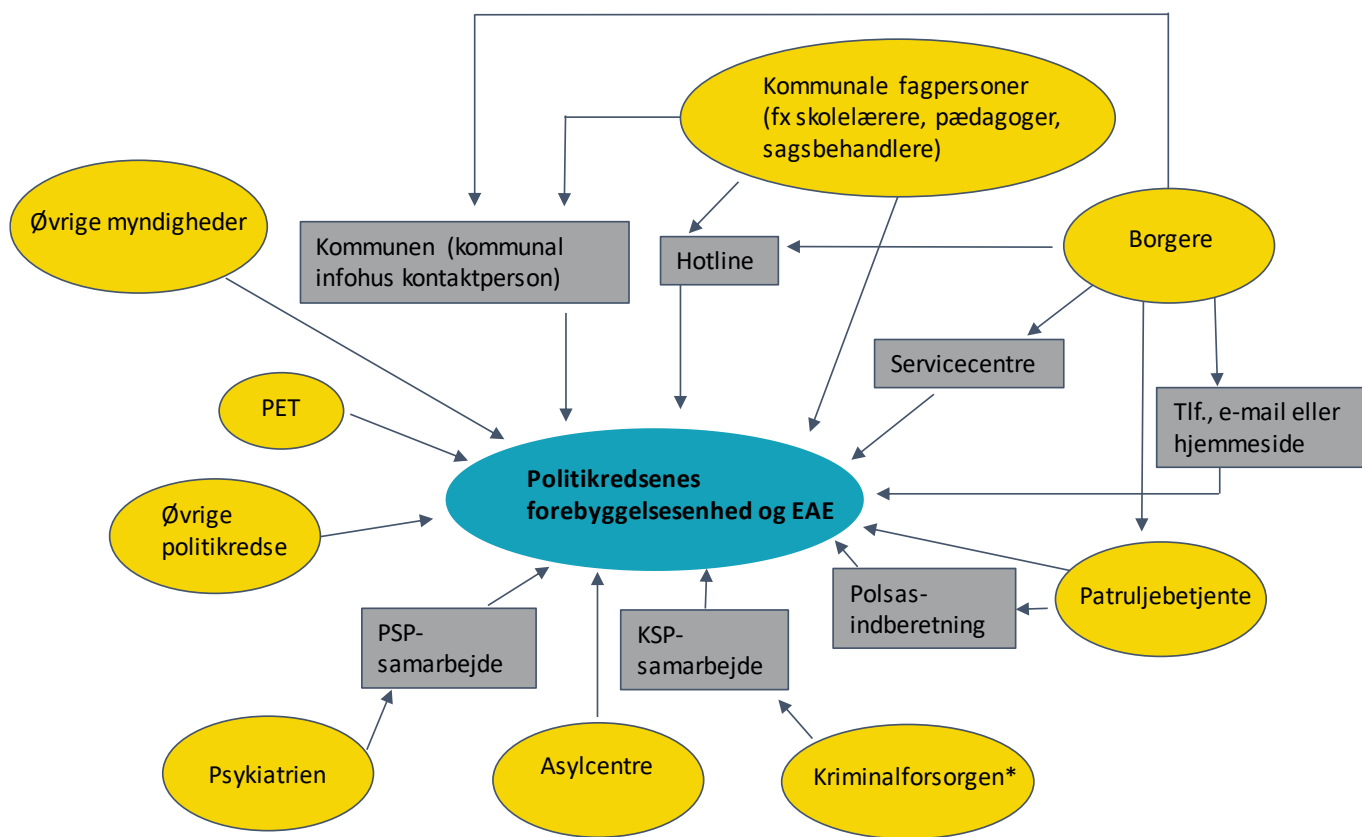 Kommunale fagpersoner
(fx skolelærere, pædagoger,
sagsbehandlere)
Øvrige myndigheder
Kommunen (kommunal
infohus kontaktperson)
Hotline
Borgere
Servicecentre
PET
Tlf., e-mail eller
hjemmeside
Politikredsenes
forebyggelsesenhed og EAE
Øvrige
politikredse
Patruljebetjente
Polsas-
indberetning
PSP-
samarbejde
KSP-
samarbejde
Psykiatrien
Asylcentre
Kriminalforsorgen*